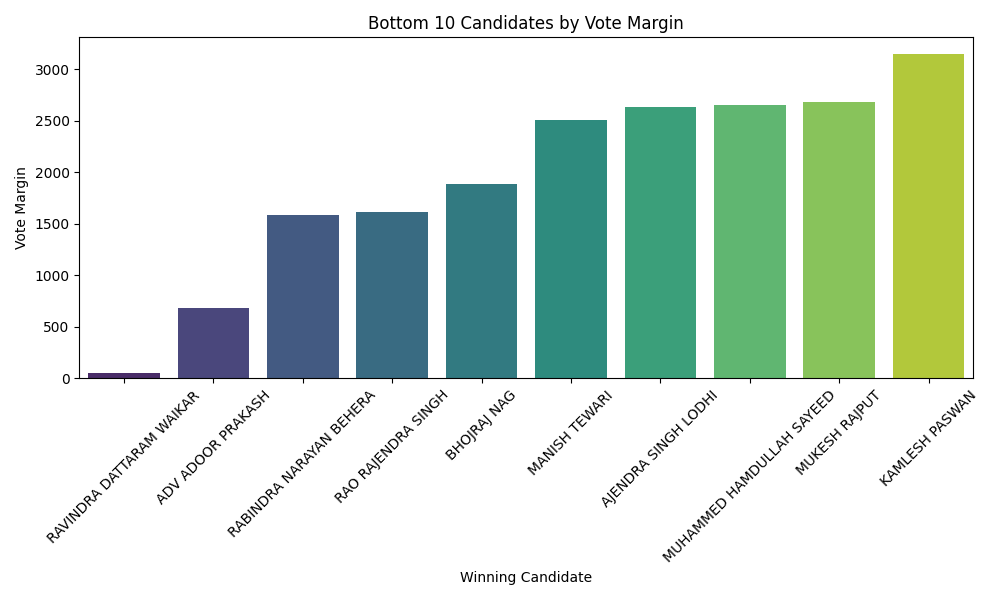 Bottom 10 Candidates by Vote Margin
Vote Margin
3000
2500
2000
1500
1000
500
0
RAVINDRA DATTARAM WAIKAR
ADV ADOOR PRAKASH
RABINDRA NARAYAN BEHERA
RAO RAJENDRA SINGH
BHOJRAJ NAG
MANISH TEWARI
AJENDRA SINGH LODHI
MUHAMMED HAMDULLAH SAYEED
MUKESH RAJPUT
KAMLESH PASWAN
Winning Candidate